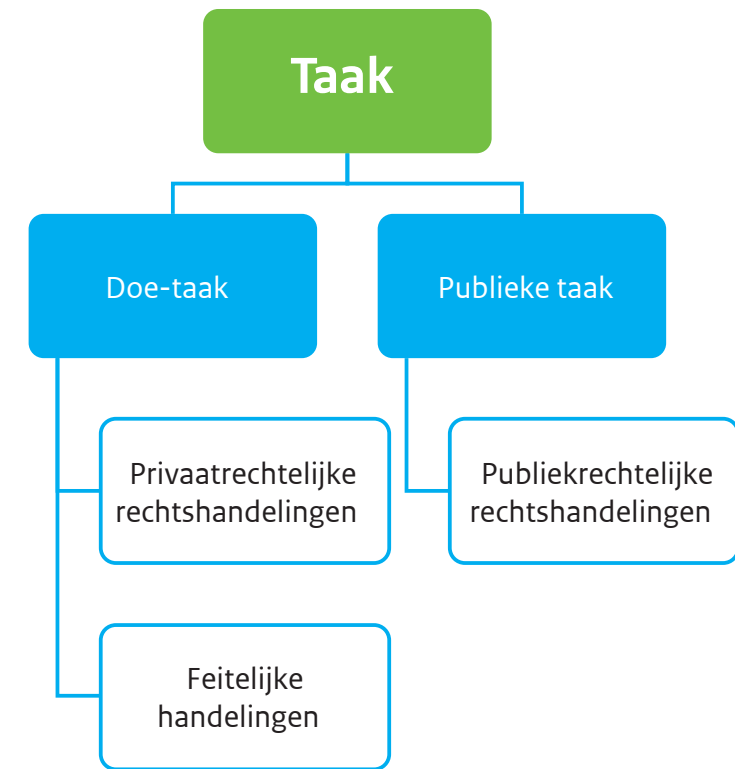 Taak
Doe-taak
Publieke taak
Privaatrechtelijke
rechtshandelingen
Publiekrechtelijke
rechtshandelingen
Feitelijke
handelingen